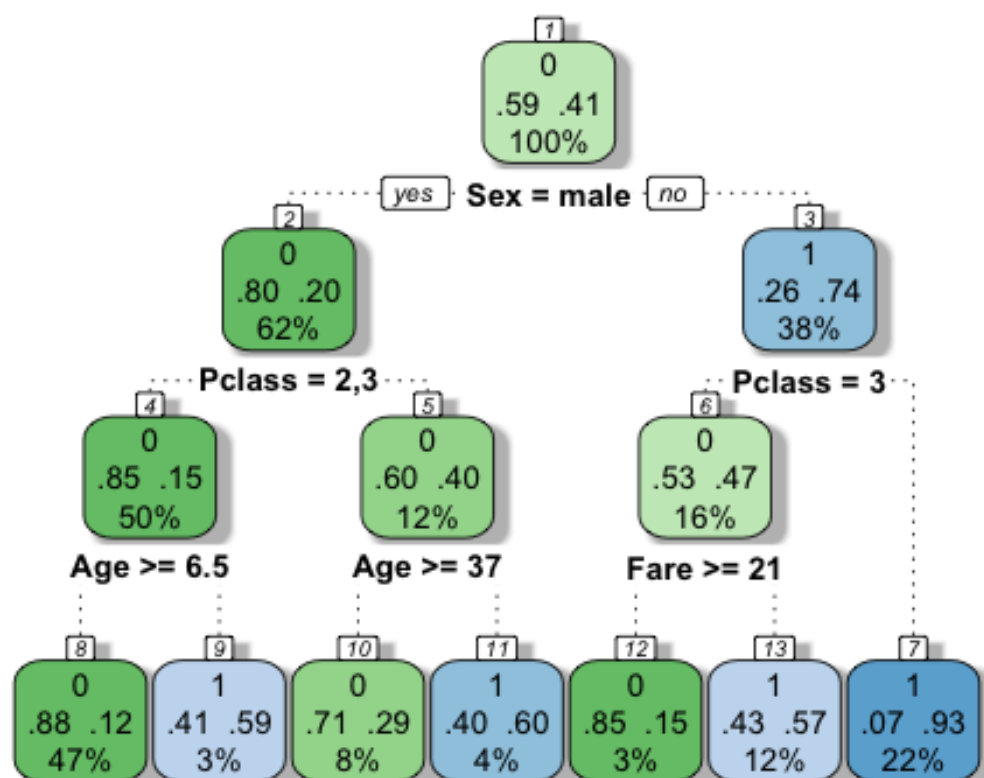 1
0
.59 .41
100%
yes Sex = male no
2 3
0 1
.80 .20 .26 .74
62% 38%
Pclass = 2,3 Pclass = 3
4 5 6
0 0 0
.85 .15 .60 .40 .53 .47
50% 12% 16%
Age >= 6.5 Age >= 37 Fare >= 21
8 9 10 11 12 13 7
0 1 0 1 0 1 1
.88 .12 .41 .59 .71 .29 .40 .60 .85 .15 .43 .57 .07 .93
47% 3% 8% 4% 3% 12% 22%